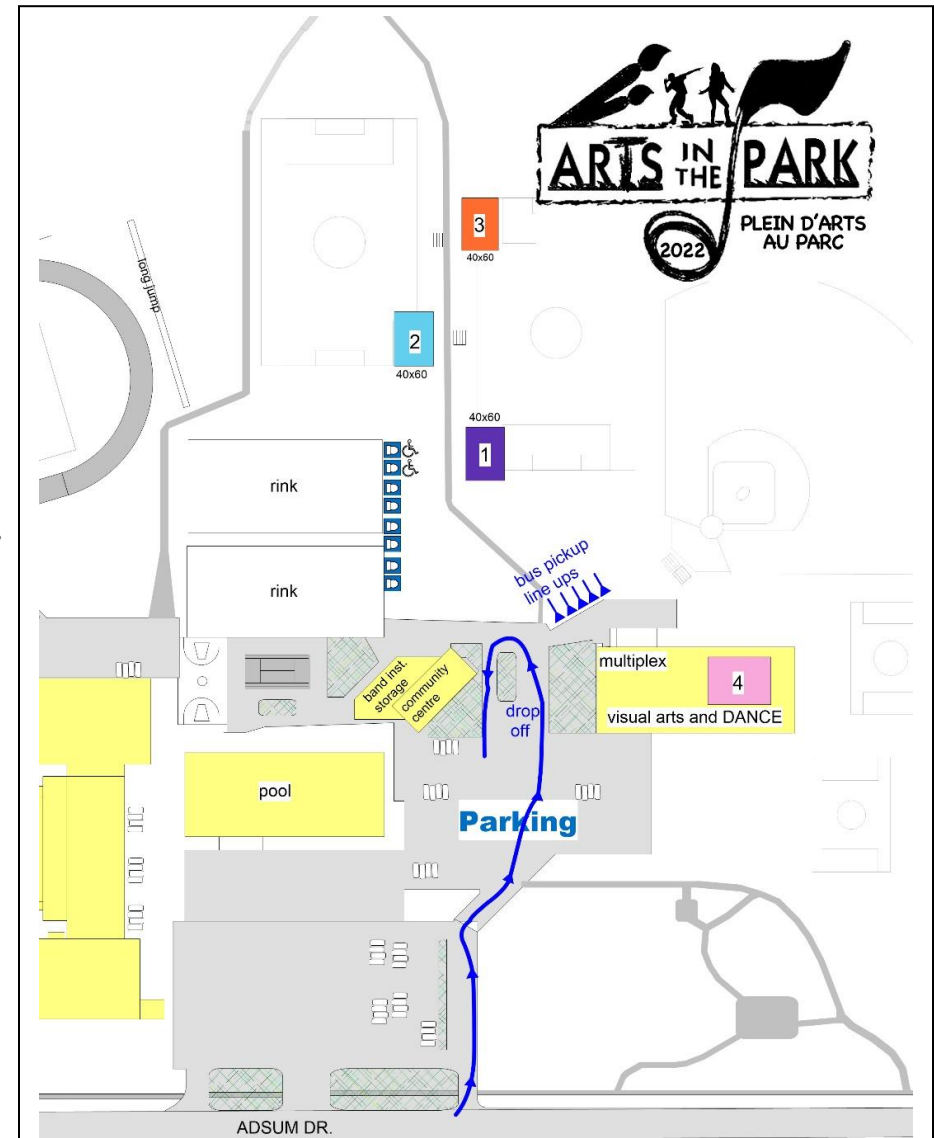 ARTS IN THE PARK
PLEIN D'ARTS
AU PARC
2022
3
40x60
long jump
2
40x60
40x60
1
rink
bus pickup
line ups
rink
multiplex
4
band inst.
storage
community
centre
visual arts and DANCE
drop
off
pool
Parking
ADSUM DR.